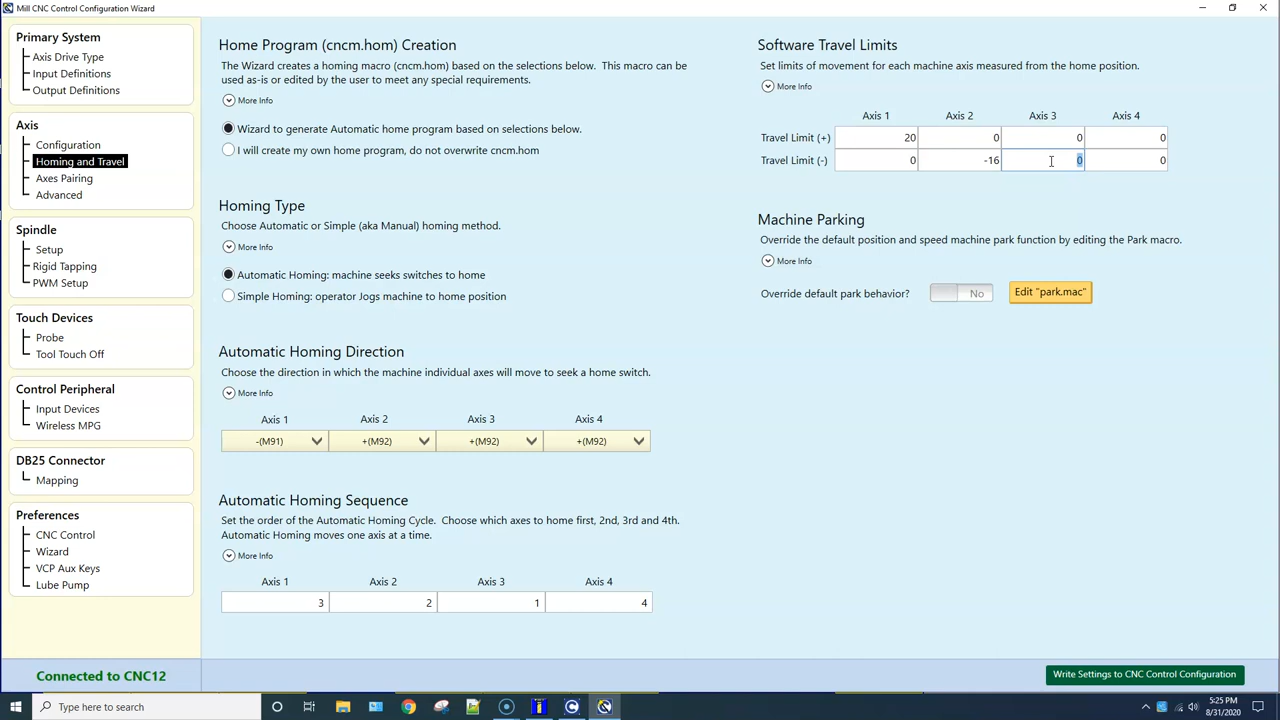 Mill CNC Control Configuration Wizard
Primary System
Axis Drive Type
Input Definitions
Output Definitions
Axis
Configuration
Homing and Travel
Axes Pairing
Advanced
Spindle
Setup
Rigid Tapping
PWM Setup
Touch Devices
Probe
Tool Touch Off
Control Peripheral
Input Devices
Wireless MPG
DB25 Connector
Mapping
Preferences
CNC Control
Wizard
VCP Aux Keys
Lube Pump
Connected to CNC12
Home Program (cncm.hom) Creation
The Wizard creates a homing macro (cncm.hom) based on the selections below. This macro can be
used as-is or edited by the user to meet any special requirements.
More Info
Wizard to generate Automatic home program based on selections below.
I will create my own home program, do not overwrite cncm.hom
Homing Type
Choose Automatic or Simple (aka Manual) homing method.
More Info
Automatic Homing: machine seeks switches to home
Simple Homing: operator Jogs machine to home position
Automatic Homing Direction
Choose the direction in which the machine individual axes will move to seek a home switch.
More Info
Axis 1 Axis 2 Axis 3 Axis 4
-(M91) +(M92) +(M92) +(M92)
Automatic Homing Sequence
Set the order of the Automatic Homing Cycle. Choose which axes to home first, 2nd, 3rd and 4th.
Automatic Homing moves one axis at a time.
More Info
Axis 1 Axis 2 Axis 3 Axis 4
3 2 1 4
Software Travel Limits
Set limits of movement for each machine axis measured from the home position.
More Info
Axis 1 Axis 2 Axis 3 Axis 4
Travel Limit (+) 20 0 0 0
Travel Limit (-) 0 -16 0 0
Machine Parking
Override the default position and speed machine park function by editing the Park macro.
More Info
Override default park behavior? No Edit "park.mac"
Write Settings to CNC Control Configuration
Type here to search
5:25 PM
8/31/2020